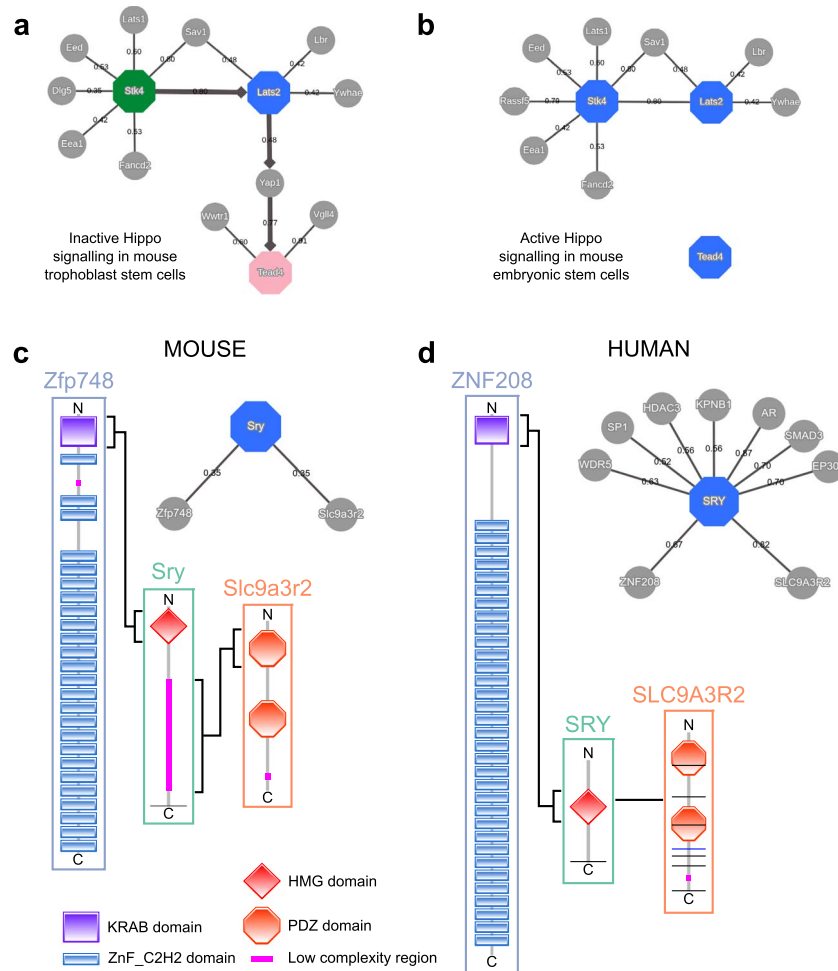 a
Lats1
Sav1
Eed
Lbr
0.60
0.53
0.80
0.48
0.42
Dlg5
0.35
Stk4
0.80
Lats2
0.42
Ywhae
0.42
0.53
0.48
Eea1
Fancd2
Yap1
Wwtr1
0.77
Vgll4
0.60
0.91
Tead4
Inactive Hippo
signalling in mouse
trophoblast stem cells
b
Lats1
Sav1
Eed
Lbr
0.60
0.53
0.80
0.48
0.42
Rassf5
0.79
Stk4
0.80
Lats2
0.42
Ywhae
0.42
0.53
Eea1
Fancd2
Active Hippo
signalling in mouse
embryonic stem cells
Tead4
c
MOUSE
Zfp748
N
C
Sry
0.35
0.35
Zfp748
Slc9a3r2
Sry
N
C
Slc9a3r2
N
C
d
HUMAN
ZNF208
N
C
HDAC3
KPNB1
AR
SP1
SMAD3
WDR5
EP30
0.56
0.56
0.87
0.52
0.70
0.63
0.70
SRY
0.67
0.62
ZNF208
SLC9A3R2
SRY
N
C
SLC9A3R2
N
C
HMG domain
KRAB domain
PDZ domain
ZnF_C2H2 domain
Low complexity region